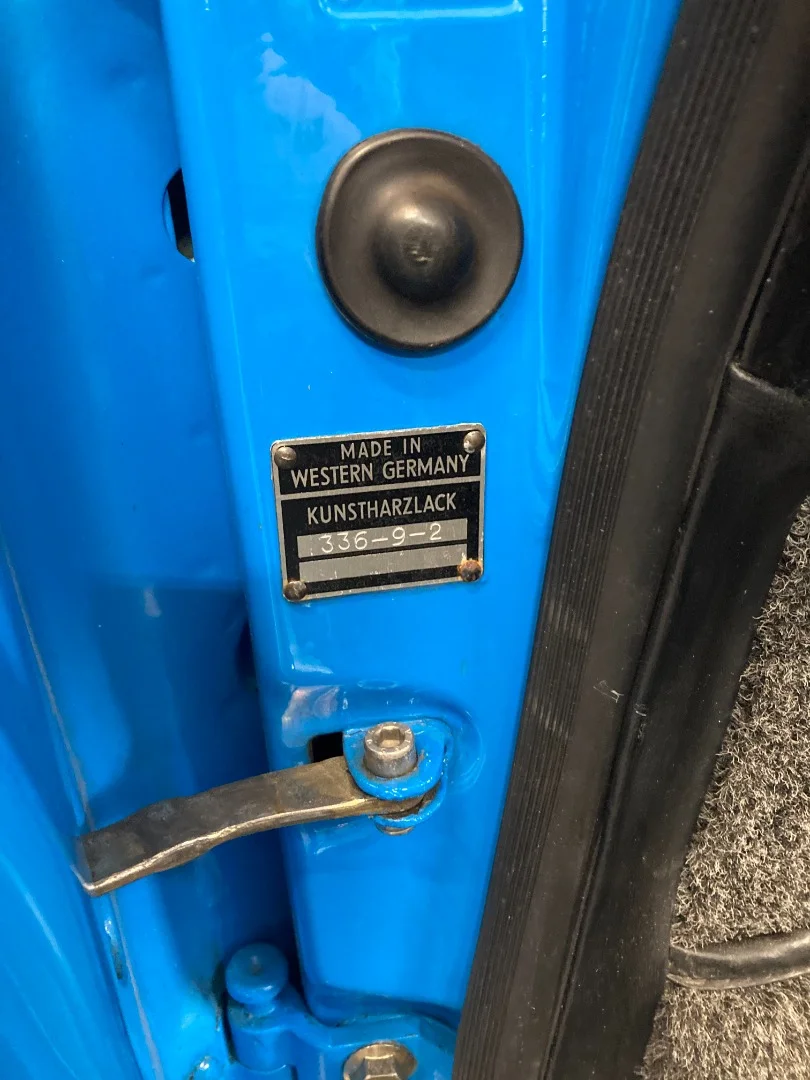 MADE IN
WESTERN GERMANY
KUNSTHARZLACK
336-9-2